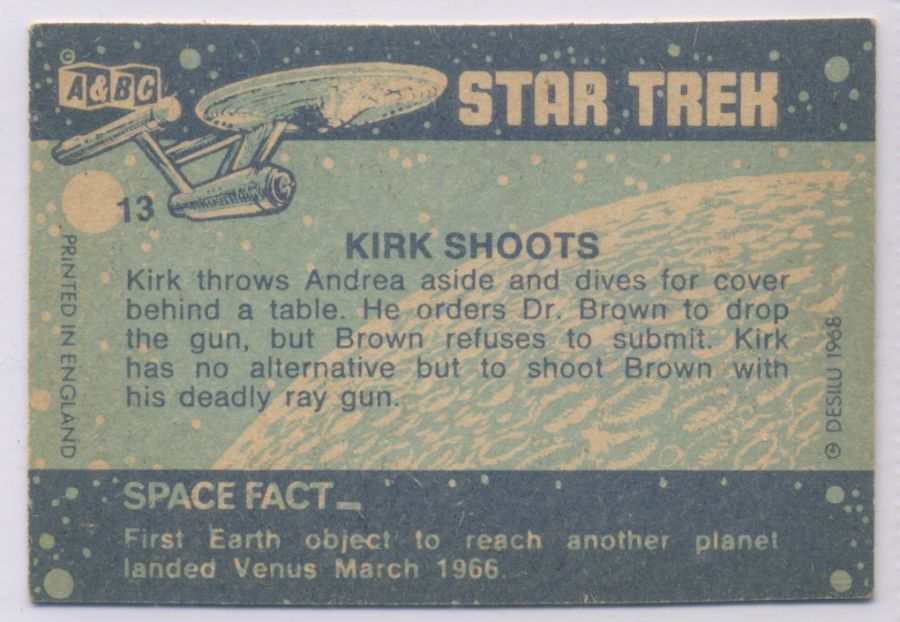 ©
A&BC
STAR TREK
13
KIRK SHOOTS
Kirk throws Andrea aside and dives for cover
behind a table. He orders Dr. Brown to drop
the gun, but Brown refuses to submit. Kirk
has no alternative but to shoot Brown with
his deadly ray gun.
PRINTED IN ENGLAND
© DESILU 1968
SPACE FACT_
First Earth object to reach another planet
landed Venus March 1966.